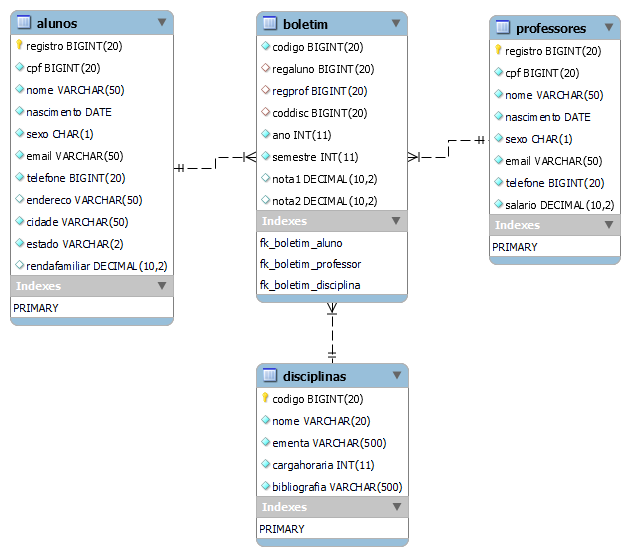 alunos
registro BIGINT(20)
cpf BIGINT(20)
nome VARCHAR(50)
nascimento DATE
sexo CHAR(1)
email VARCHAR(50)
telefone BIGINT(20)
endereco VARCHAR(50)
cidade VARCHAR(50)
estado VARCHAR(2)
rendafamiliar DECIMAL(10,2)
Indexes
PRIMARY
boletim
codigo BIGINT(20)
regaluno BIGINT(20)
regprof BIGINT(20)
coddisc BIGINT(20)
ano INT(11)
semestre INT(11)
nota1 DECIMAL(10,2)
nota2 DECIMAL(10,2)
Indexes
fk_boletim_aluno
fk_boletim_professor
fk_boletim_disciplina
professores
registro BIGINT(20)
cpf BIGINT(20)
nome VARCHAR(50)
nascimento DATE
sexo CHAR(1)
email VARCHAR(50)
telefone BIGINT(20)
salario DECIMAL(10,2)
Indexes
PRIMARY
disciplinas
codigo BIGINT(20)
nome VARCHAR(20)
ementa VARCHAR(500)
cargahoraria INT(11)
bibliografia VARCHAR(500)
Indexes
PRIMARY